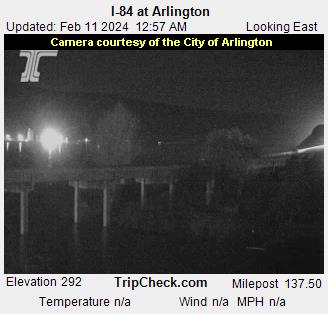 I-84 at Arlington
Updated: Feb 11 2024 12:57 AM Looking East
Camera courtesy of the City of Arlington
Elevation 292 TripCheck.com Milepost 137.50
Temperature n/a Wind n/a MPH n/a